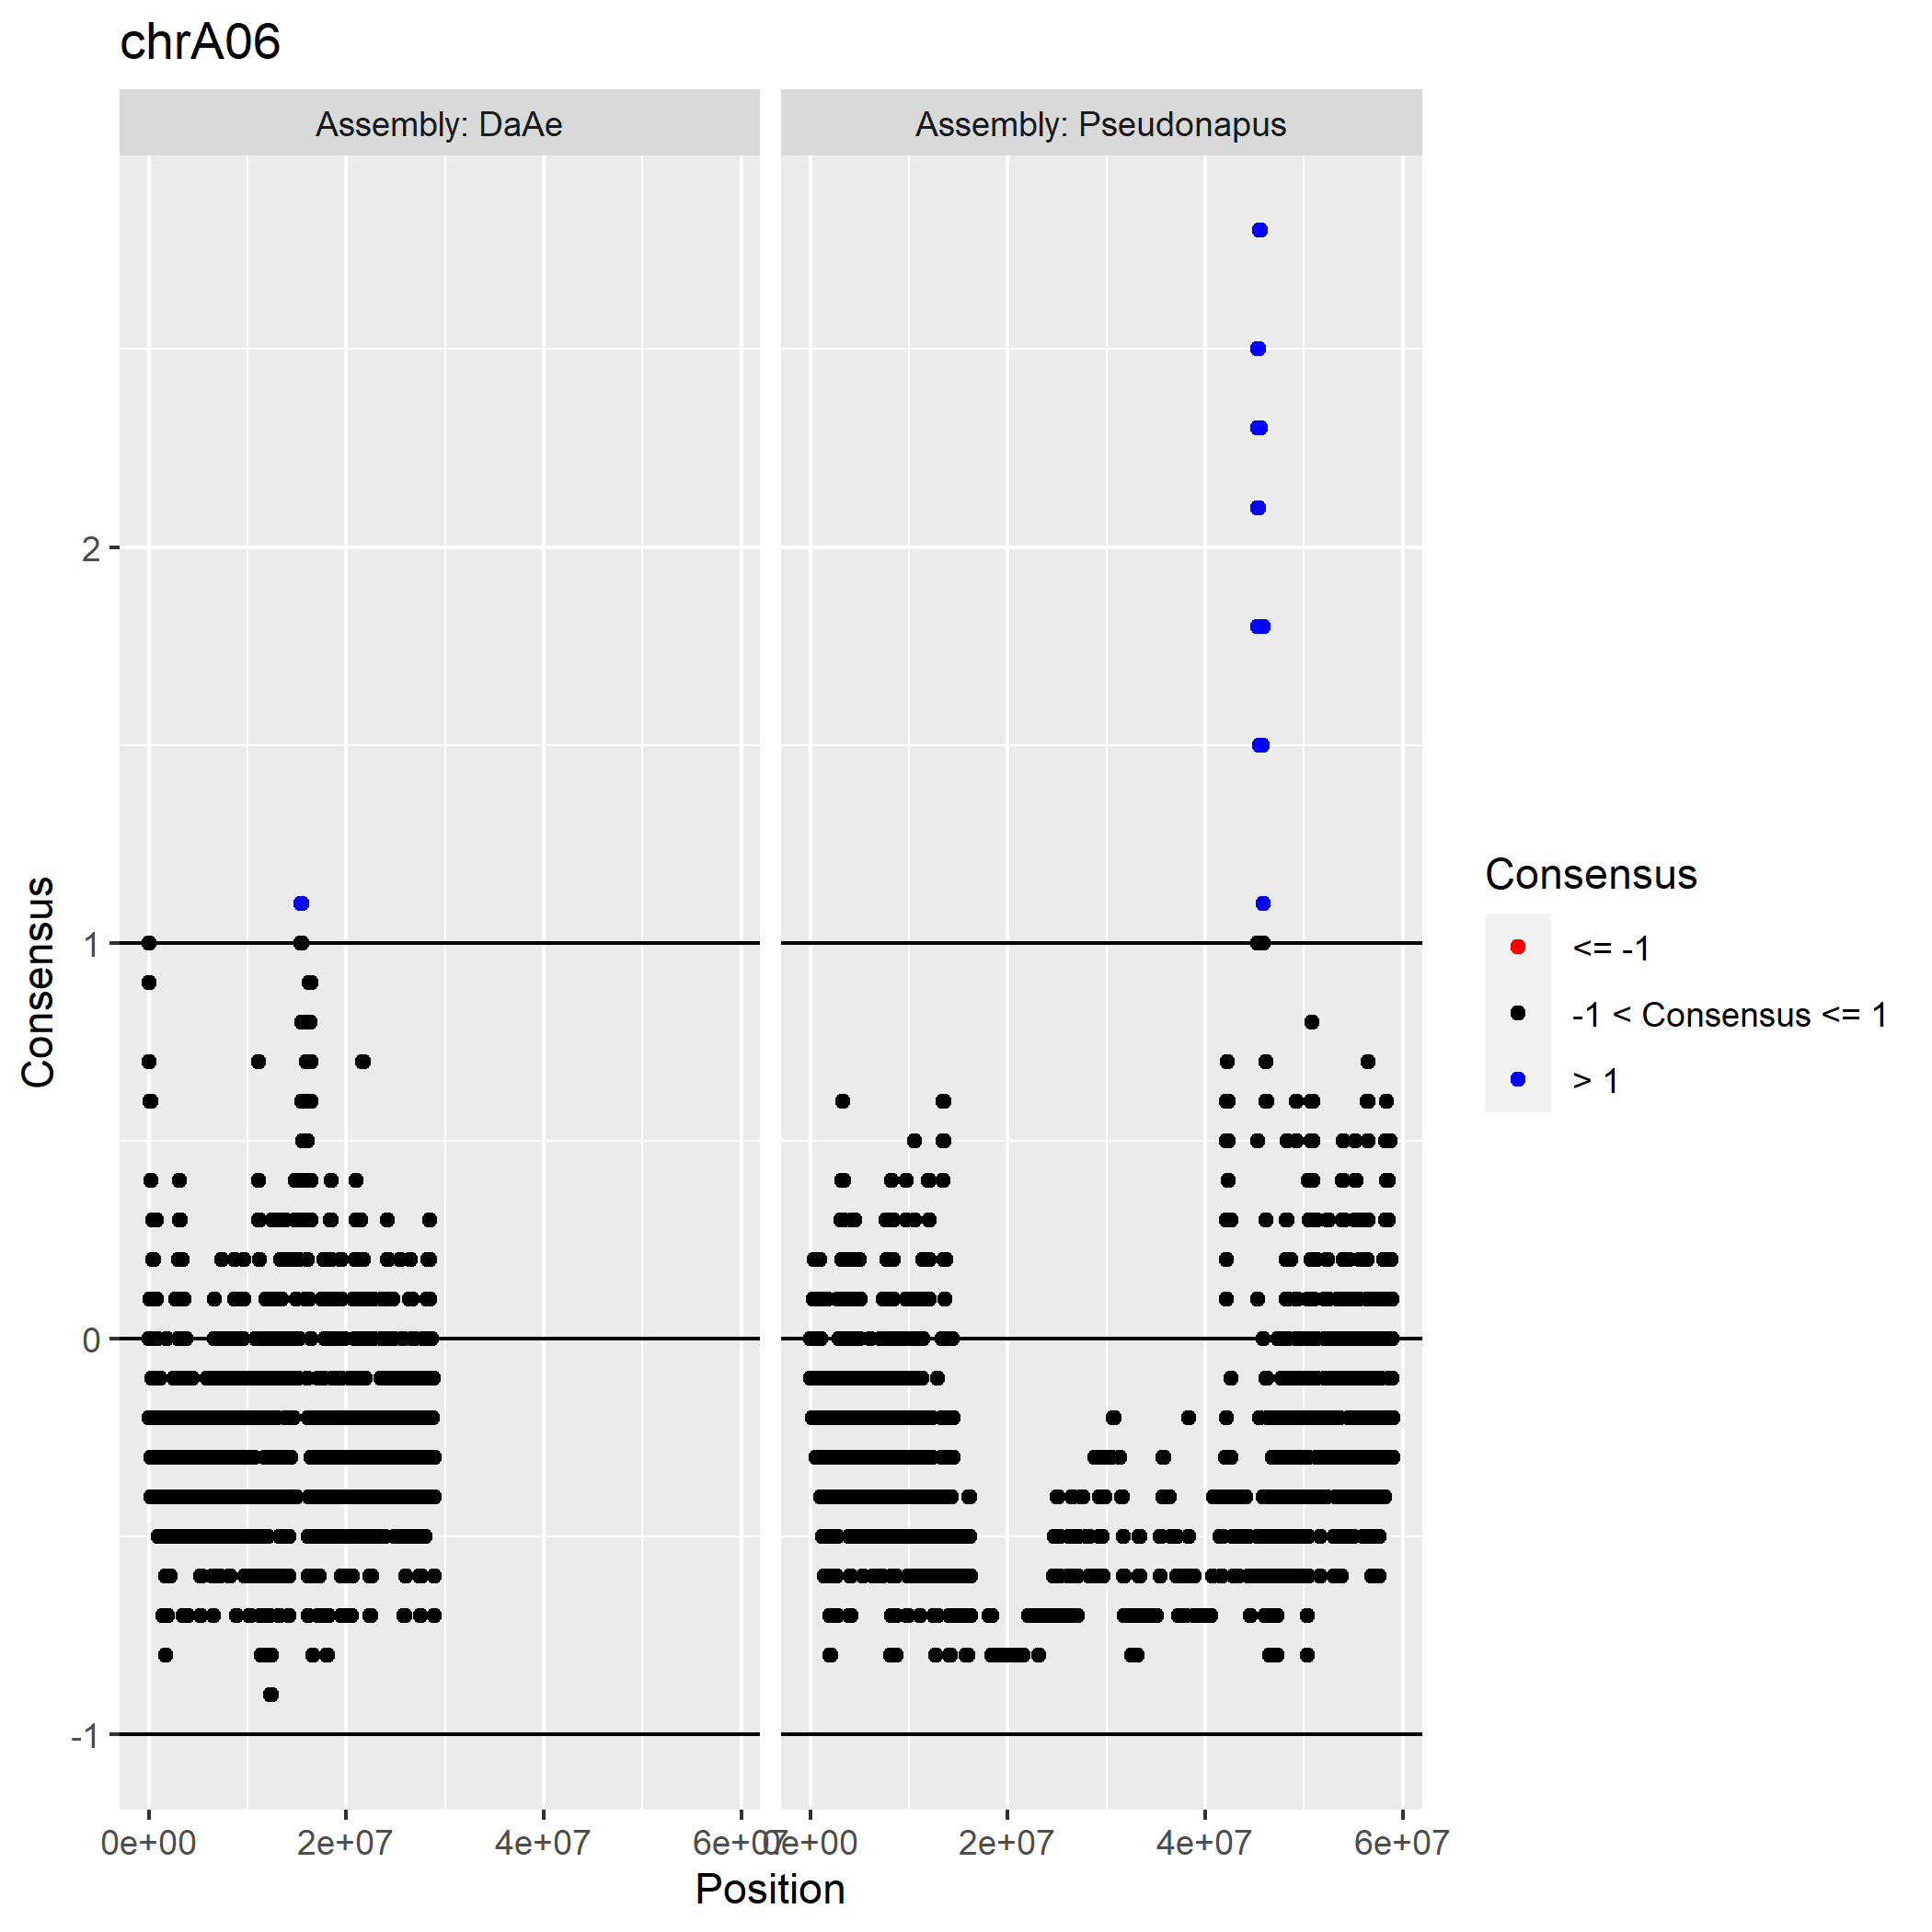 chrA06
Assembly: DaAe
Assembly: Pseudonapus
Consensus
2
1
0
-1
0e+00
2e+07
4e+07
6e+07
0e+00
2e+07
4e+07
6e+07
Position
Consensus
<= -1
-1 < Consensus <= 1
> 1